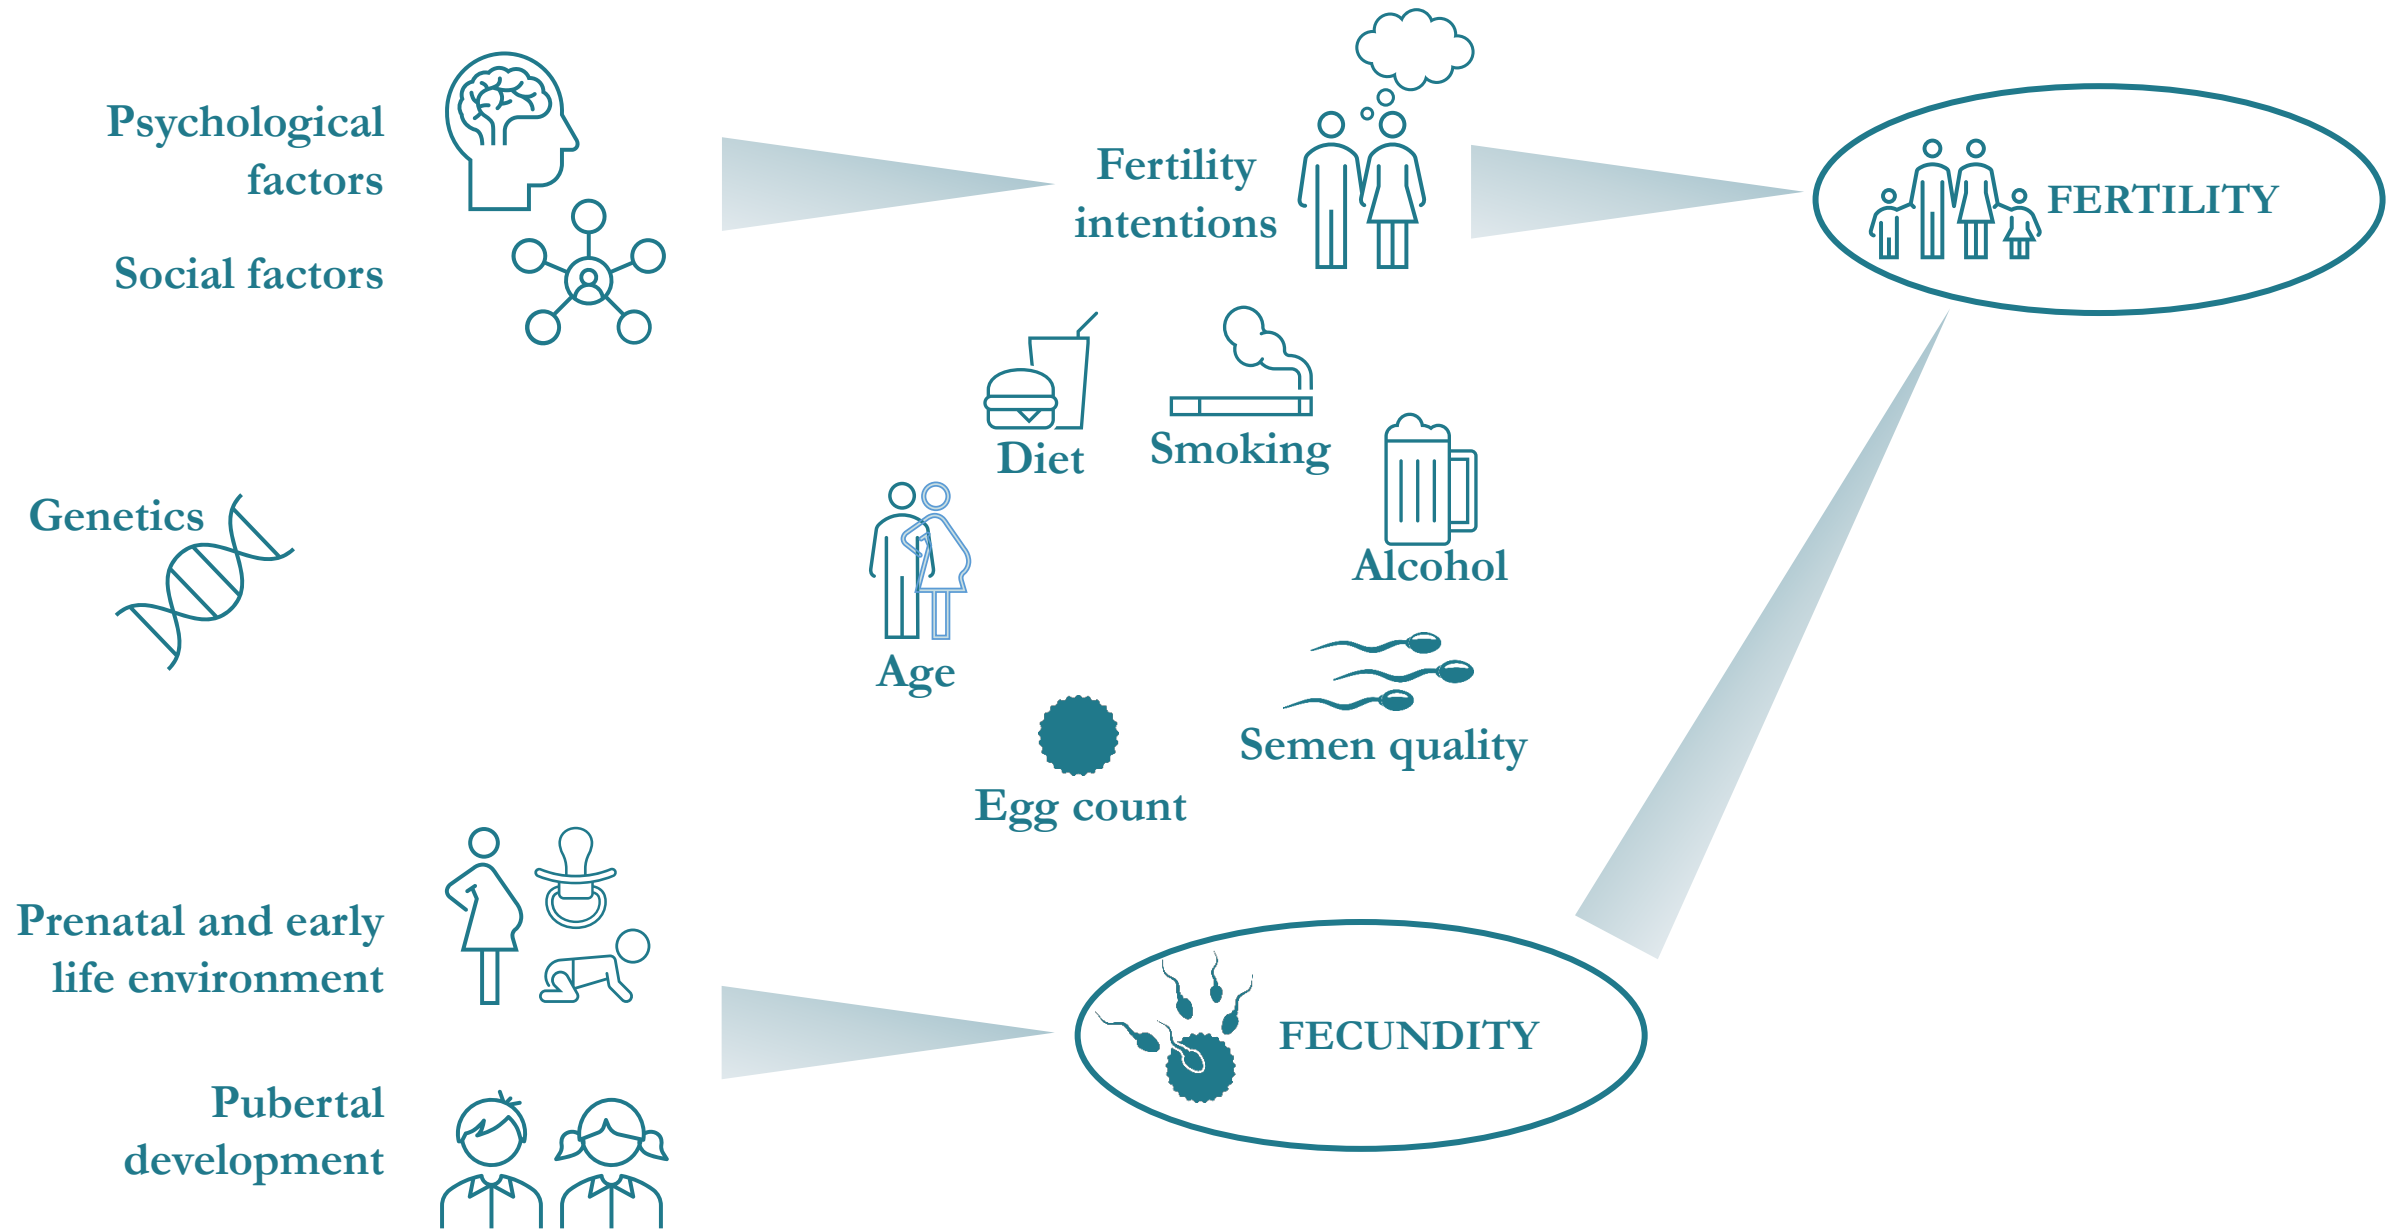 Psychological
factors
Social factors
Fertility
intentions
FERTILITY
Diet
Smoking
Alcohol
Genetics
Age
Semen quality
Egg count
Prenatal and early
life environment
FECUNDITY
Pubertal
development